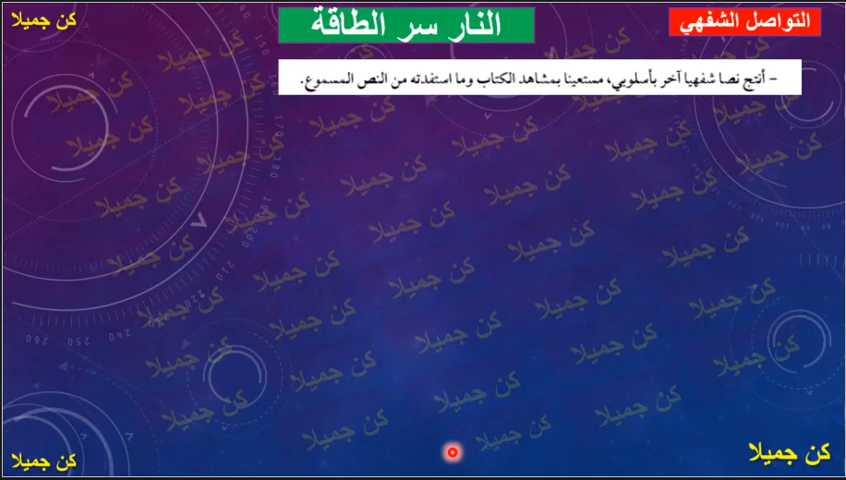 كن جميلا
النار سر الطاقة
التواصل الشفهي
- أنتج نصا شفهيا آخر بأسلوبي، مستعينا بمشاهد الكتاب وما استفدته من النص المسموع.
كن جميلا
كن جميلا